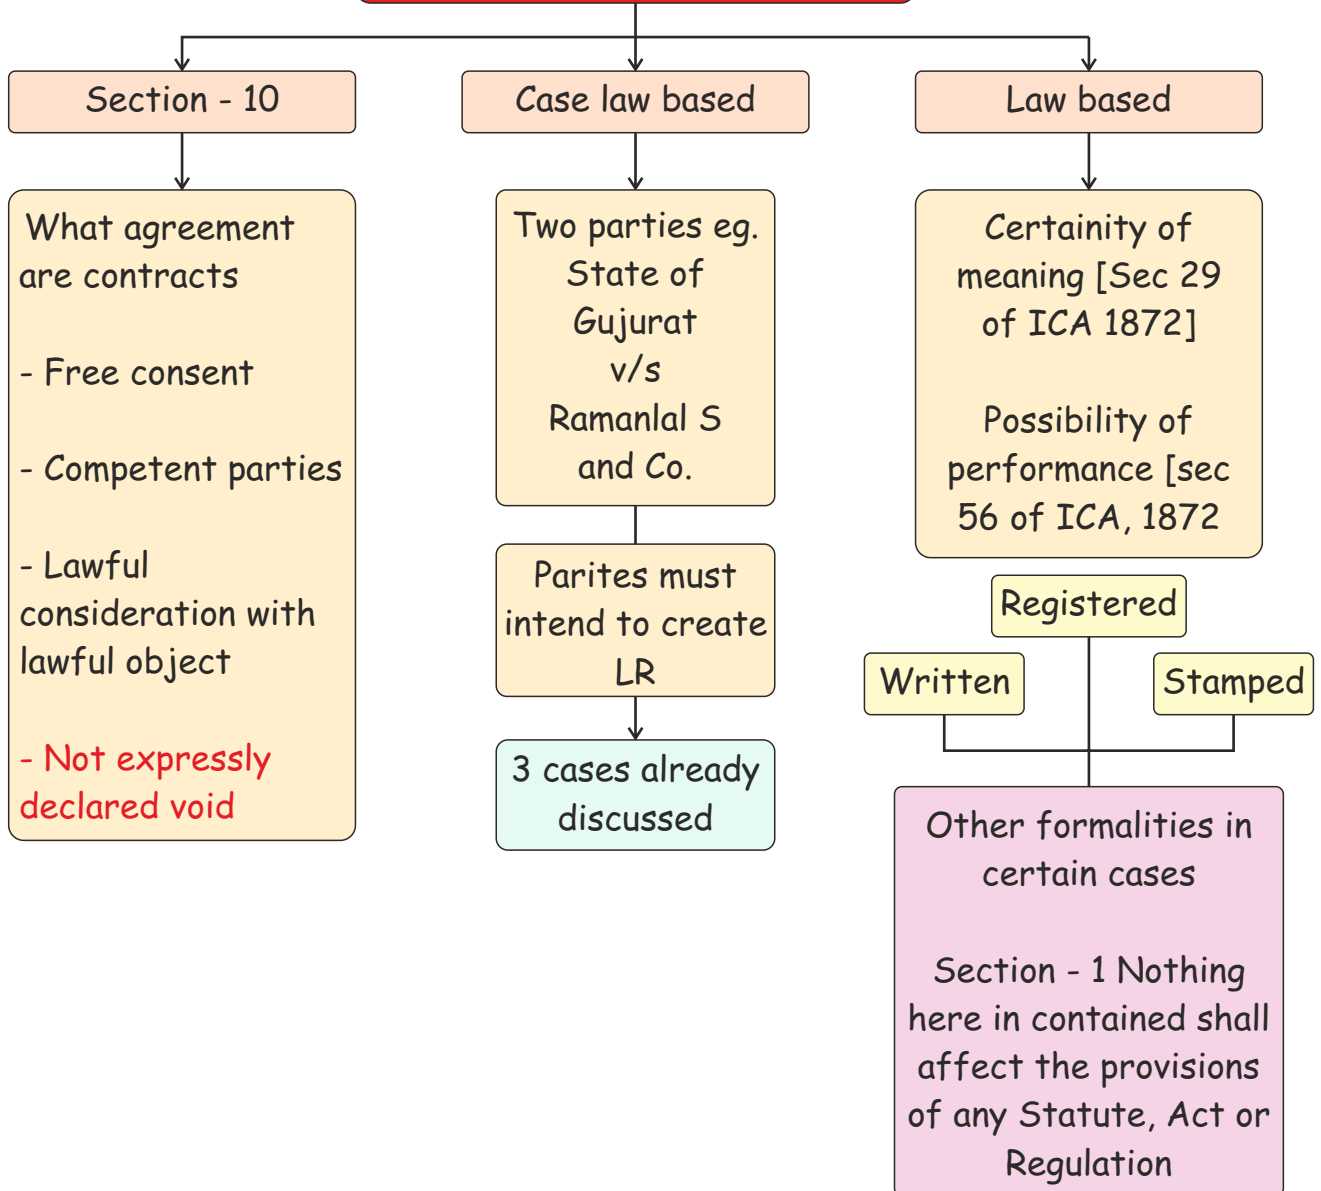 Section - 10
Case law based
Law based
What agreement
are contracts
- Free consent
- Competent parties
- Lawful
consideration with
lawful object
- Not expressly
declared void
Two parties eg.
State of
Gujurat
v/s
Ramanlal S
and Co.
Parites must
intend to create
LR
3 cases already
discussed
Certainity of
meaning [Sec 29
of ICA 1872]
Possibility of
performance [sec
56 of ICA, 1872
Registered
Written
Stamped
Other formalities in
certain cases
Section - 1 Nothing
here in contained shall
affect the provisions
of any Statute, Act or
Regulation